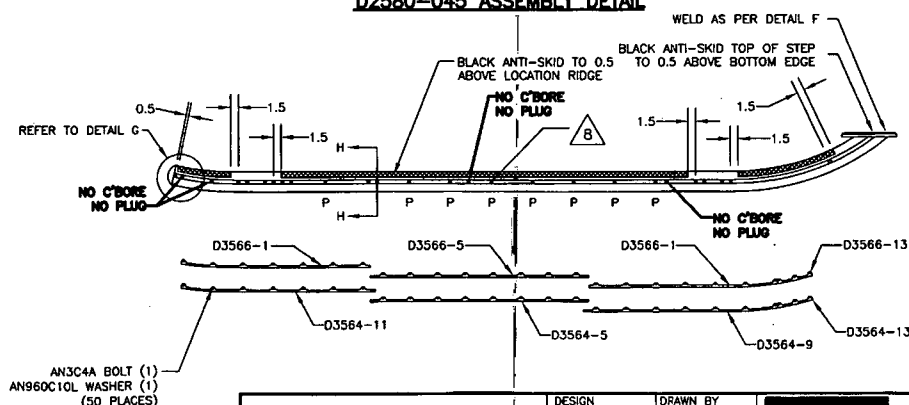 D2580-045 ASSEMBLY DETAIL
WELD AS PER DETAIL F
BLACK ANTI-SKID TOP OF STEP
TO 0.5 ABOVE BOTTOM EDGE
BLACK ANTI-SKID TO 0.5
ABOVE LOCATION RIDGE
NO C'BORE
NO PLUG
0.5
1.5
1.5
1.5
1.5
1.5
REFER TO DETAIL G
H
8
NO C'BORE
NO PLUG
P P P P P P P P
H
NO C'BORE
NO PLUG
D3566-1
D3566-5
D3566-1
D3566-13
D3564-11
D3564-5
D3564-9
D3564-13
AN3C4A BOLT (1)
AN960C10L WASHER (1)
(50 PLACES)
DESIGN
DRAWN BY